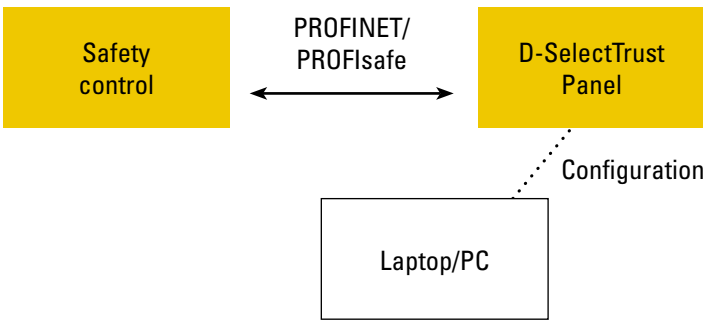 Safety
control
PROFINET/
PROFIsafe
D-SelectTrust
Panel
Configuration
Laptop/PC